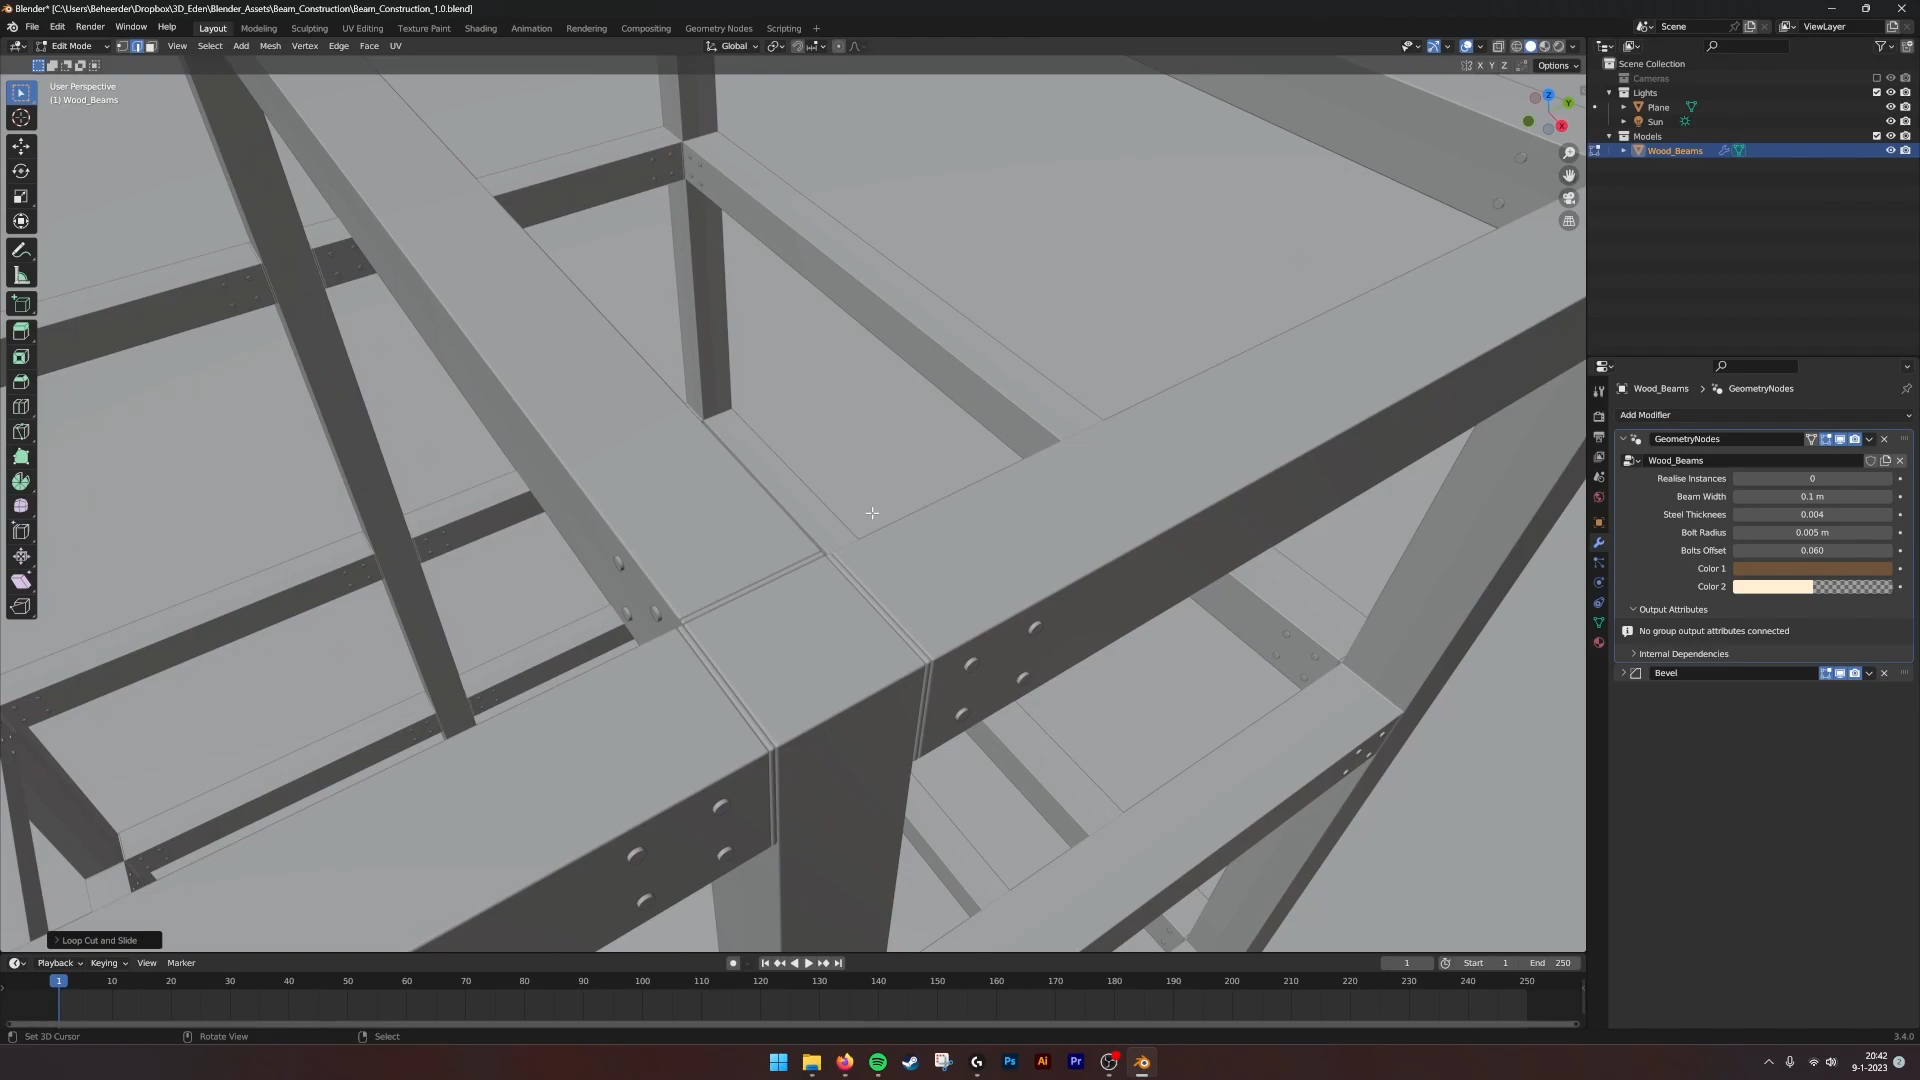 Blender* [C:\Users\Beheerder\Dropbox\3D_Eden\Blender_Assets\Beam_Construction\Beam_Construction_1.0.blend]
File Edit Render Window Help Layout Modeling Sculpting UV Editing Texture Paint Shading Animation Rendering Compositing Geometry Nodes Scripting + Scene ViewLayer
Edit Mode View Select Add Mesh Vertex Edge Face UV Global
X Y Z Options
User Perspective
(1) Wood_Beams
Z
Y
X
Scene Collection
Cameras
Lights
Plane
Sun
Models
Wood_Beams
Wood_Beams > GeometryNodes
Add Modifier
GeometryNodes
Wood_Beams
Realise Instances 0
Beam Width 0.1 m
Steel Thicknees 0.004
Bolt Radius 0.005 m
Bolts Offset 0.060
Color 1
Color 2
Output Attributes
No group output attributes connected
Internal Dependencies
Bevel
Loop Cut and Slide
Playback Keying View Marker 1 Start 1 End 250
1 10 20 30 40 50 60 70 80 90 100 110 120 130 140 150 160 170 180 190 200 210 220 230 240 250
Set 3D Cursor Rotate View Select 3.4.0
Ps Ai Pr
20:42
9-1-2023
2